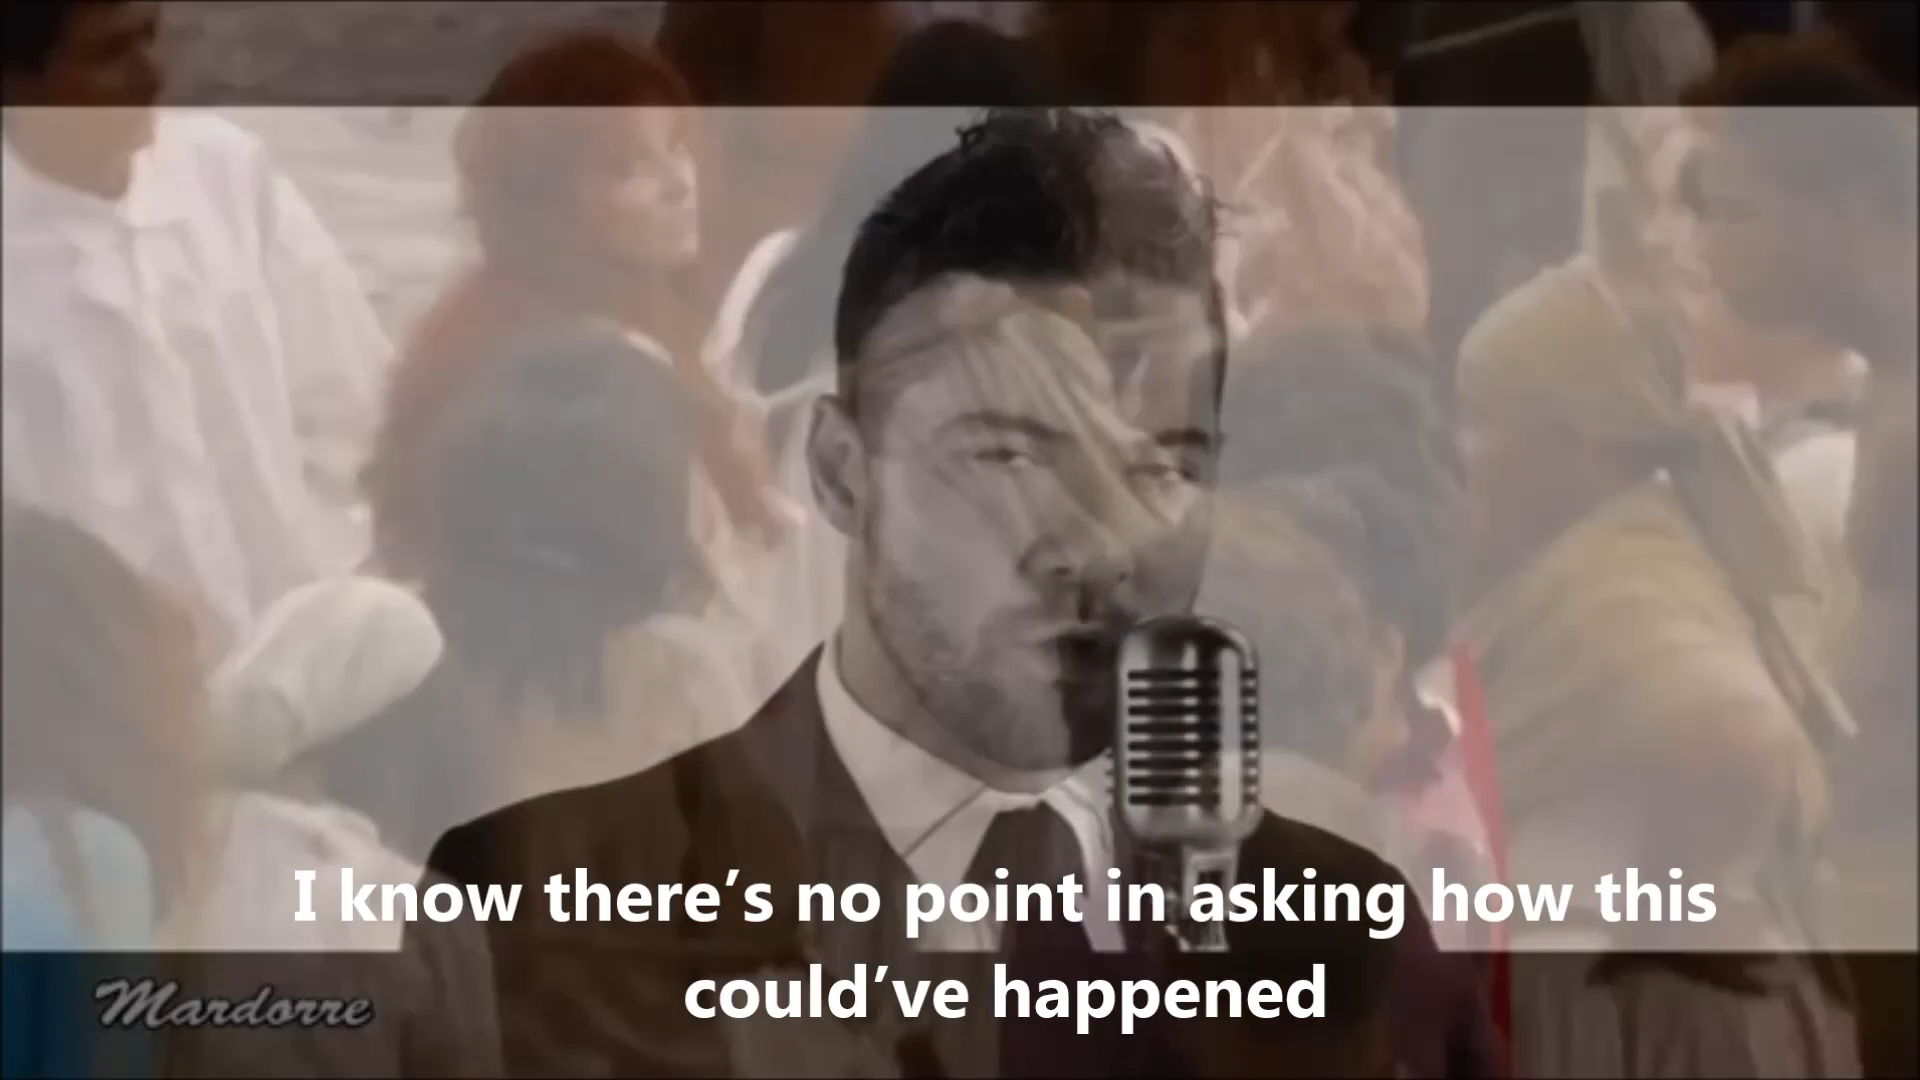 I know there’s no point in asking how this
could’ve happened
Mardorre